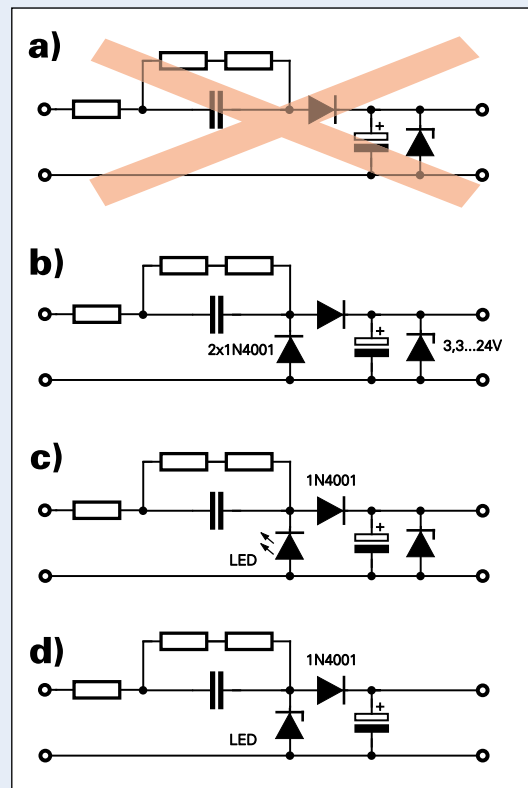 a)
+
b)
+
2x1N4001
3,3...24V
c)
1N4001
+
LED
d)
1N4001
+
LED